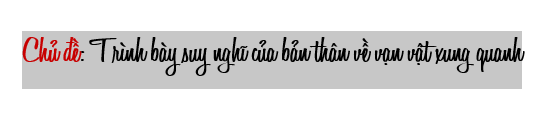 Chủ đề: Trình bày suy nghĩ của bản thân về vạn vật xung quanh